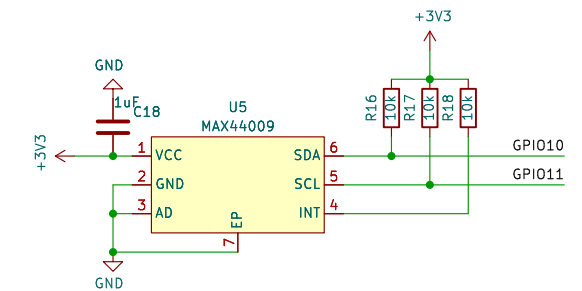 +3V3
GND
1uF
C18
U5
MAX44009
R16
10k
R17
10k
R18
10k
+3V3
1
VCC
SDA
6
GPIO10
2
GND
SCL
5
GPIO11
3
AD
INT
4
EP
7
GND